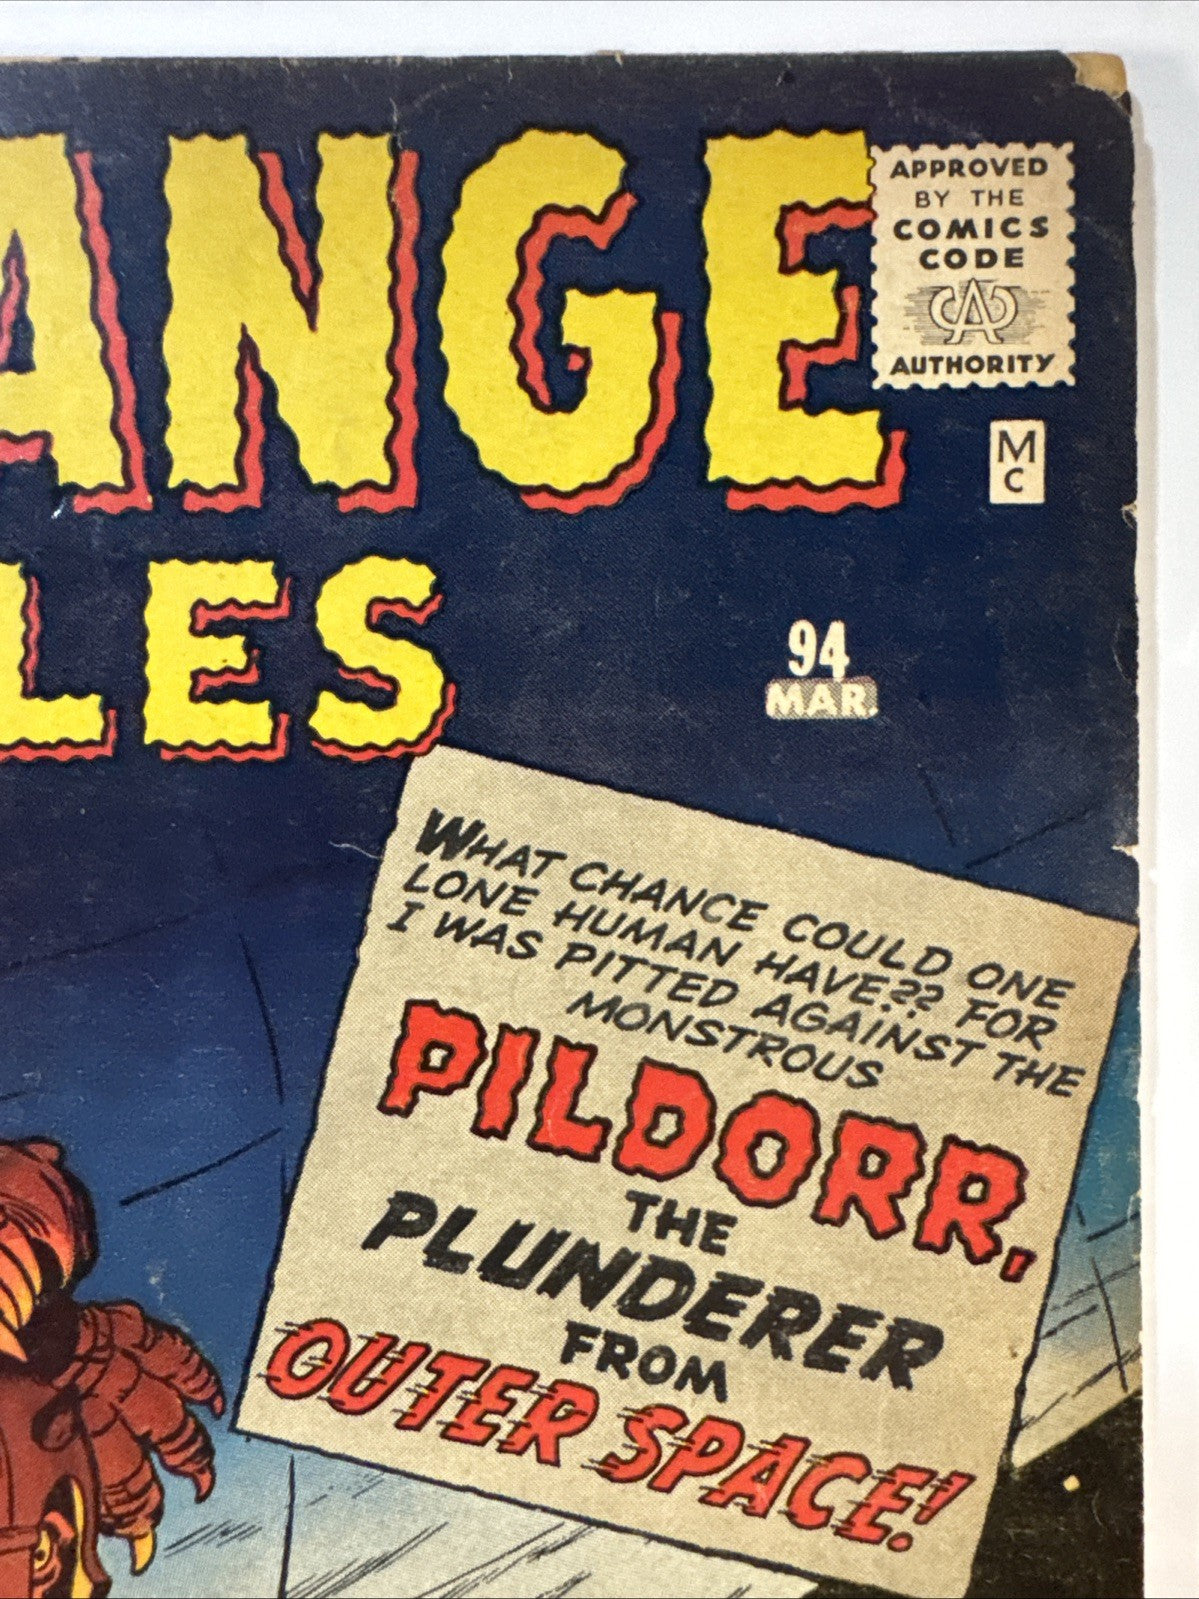 ANGE
LES
APPROVED
BY THE
COMICS
CODE
CA
AUTHORITY
M
C
94
MAR.
WHAT CHANCE COULD ONE
LONE HUMAN HAVE?? FOR
I WAS PITTED AGAINST THE
MONSTROUS
PILDORR,
THE
PLUNDERER
FROM
OUTER SPACE!